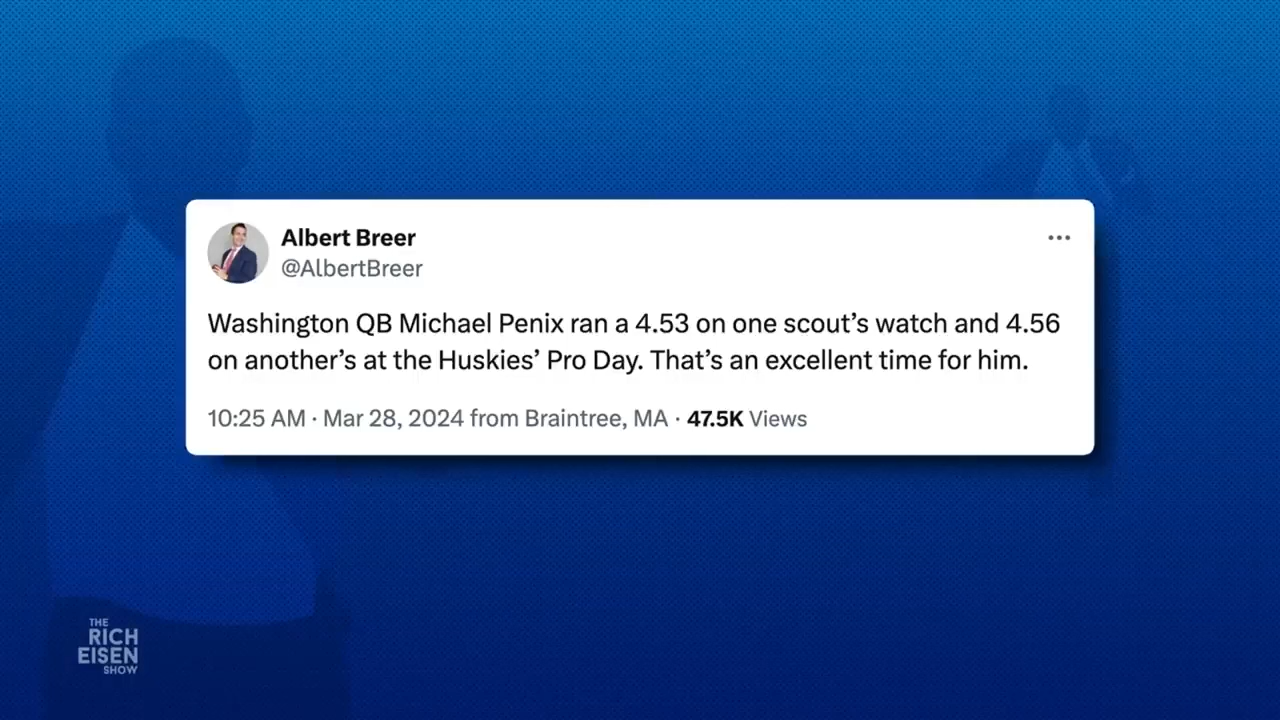 Albert Breer
@AlbertBreer
Washington QB Michael Penix ran a 4.53 on one scout’s watch and 4.56
on another’s at the Huskies’ Pro Day. That’s an excellent time for him.
10:25 AM · Mar 28, 2024 from Braintree, MA · 47.5K Views
THE
RICH
EISEN
SHOW